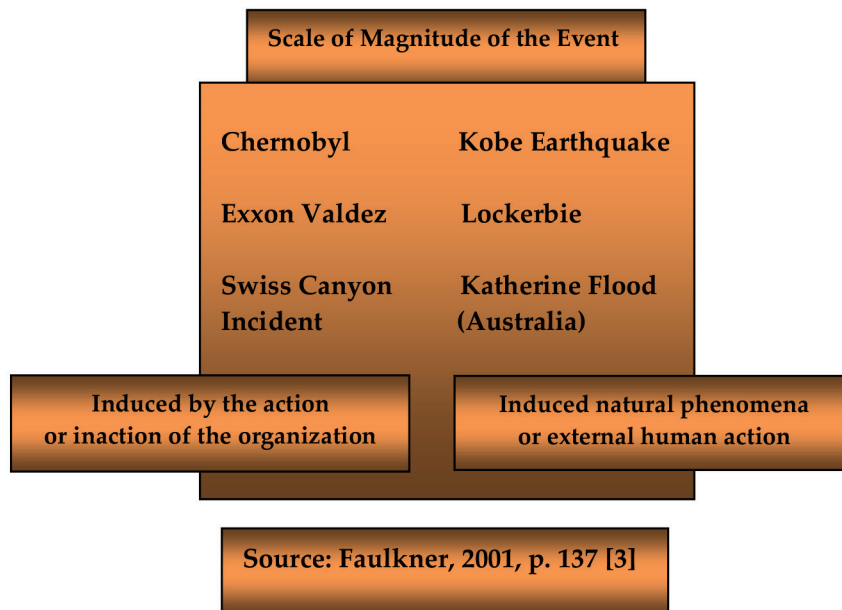 Scale of Magnitude of the Event
Chernobyl
Kobe Earthquake
Exxon Valdez
Lockerbie
Swiss Canyon
Incident
Katherine Flood
(Australia)
Induced by the action
or inaction of the organization
Induced natural phenomena
or external human action
Source: Faulkner, 2001, p. 137 [3]